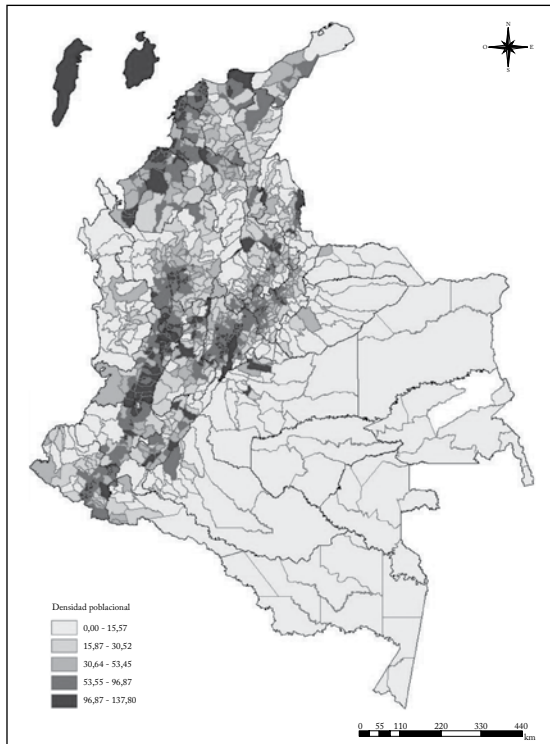 N
O E
S
Densidad poblacional
0,00 - 15,57
15,87 - 30,52
30,64 - 53,45
53,55 - 96,87
96,87 - 137,80
0 55 110 220 330 440
km